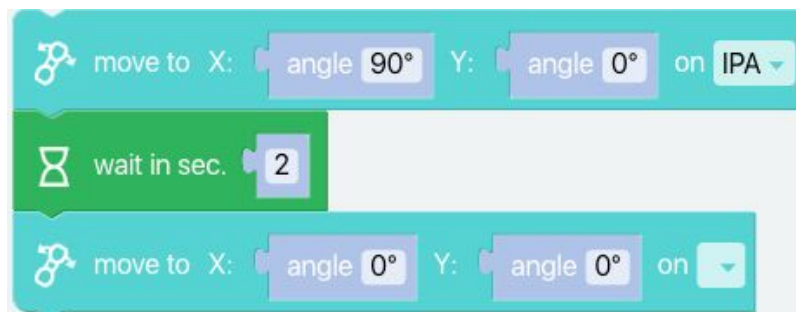 move to X: angle 90° Y: angle 0° on IPA
wait in sec. 2
move to X: angle 0° Y: angle 0° on